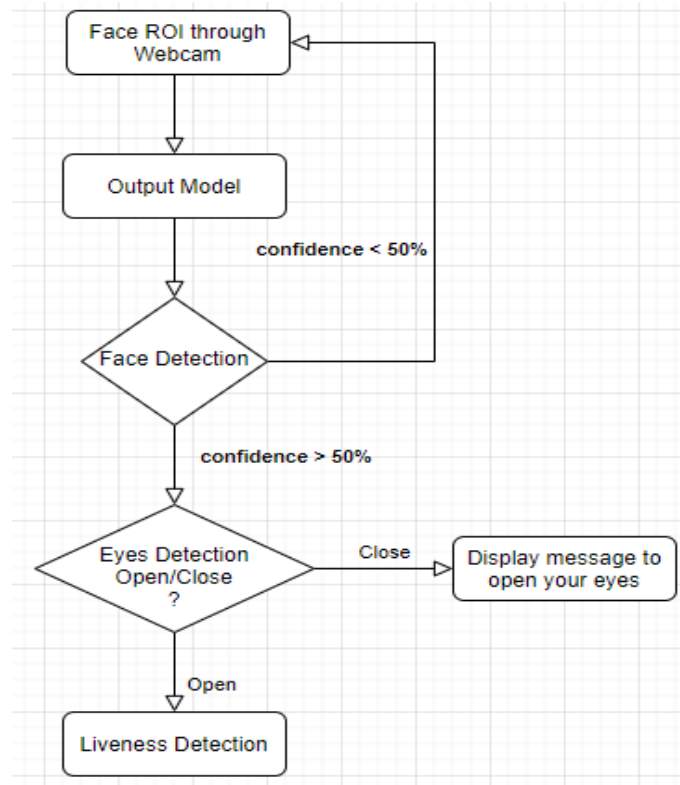 Face ROI through
Webcam
Output Model
confidence < 50%
Face Detection
confidence > 50%
Eyes Detection
Open/Close
?
Close
Display message to
open your eyes
Open
Liveness Detection